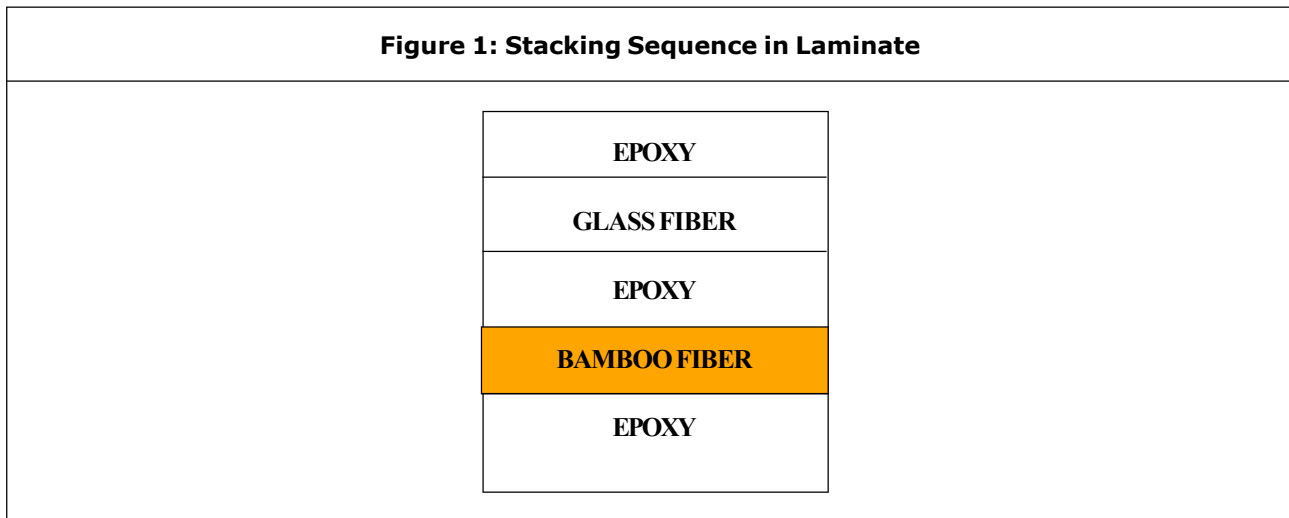 Figure 1: Stacking Sequence in Laminate
EPOXY
GLASS FIBER
EPOXY
BAMBOO FIBER
EPOXY